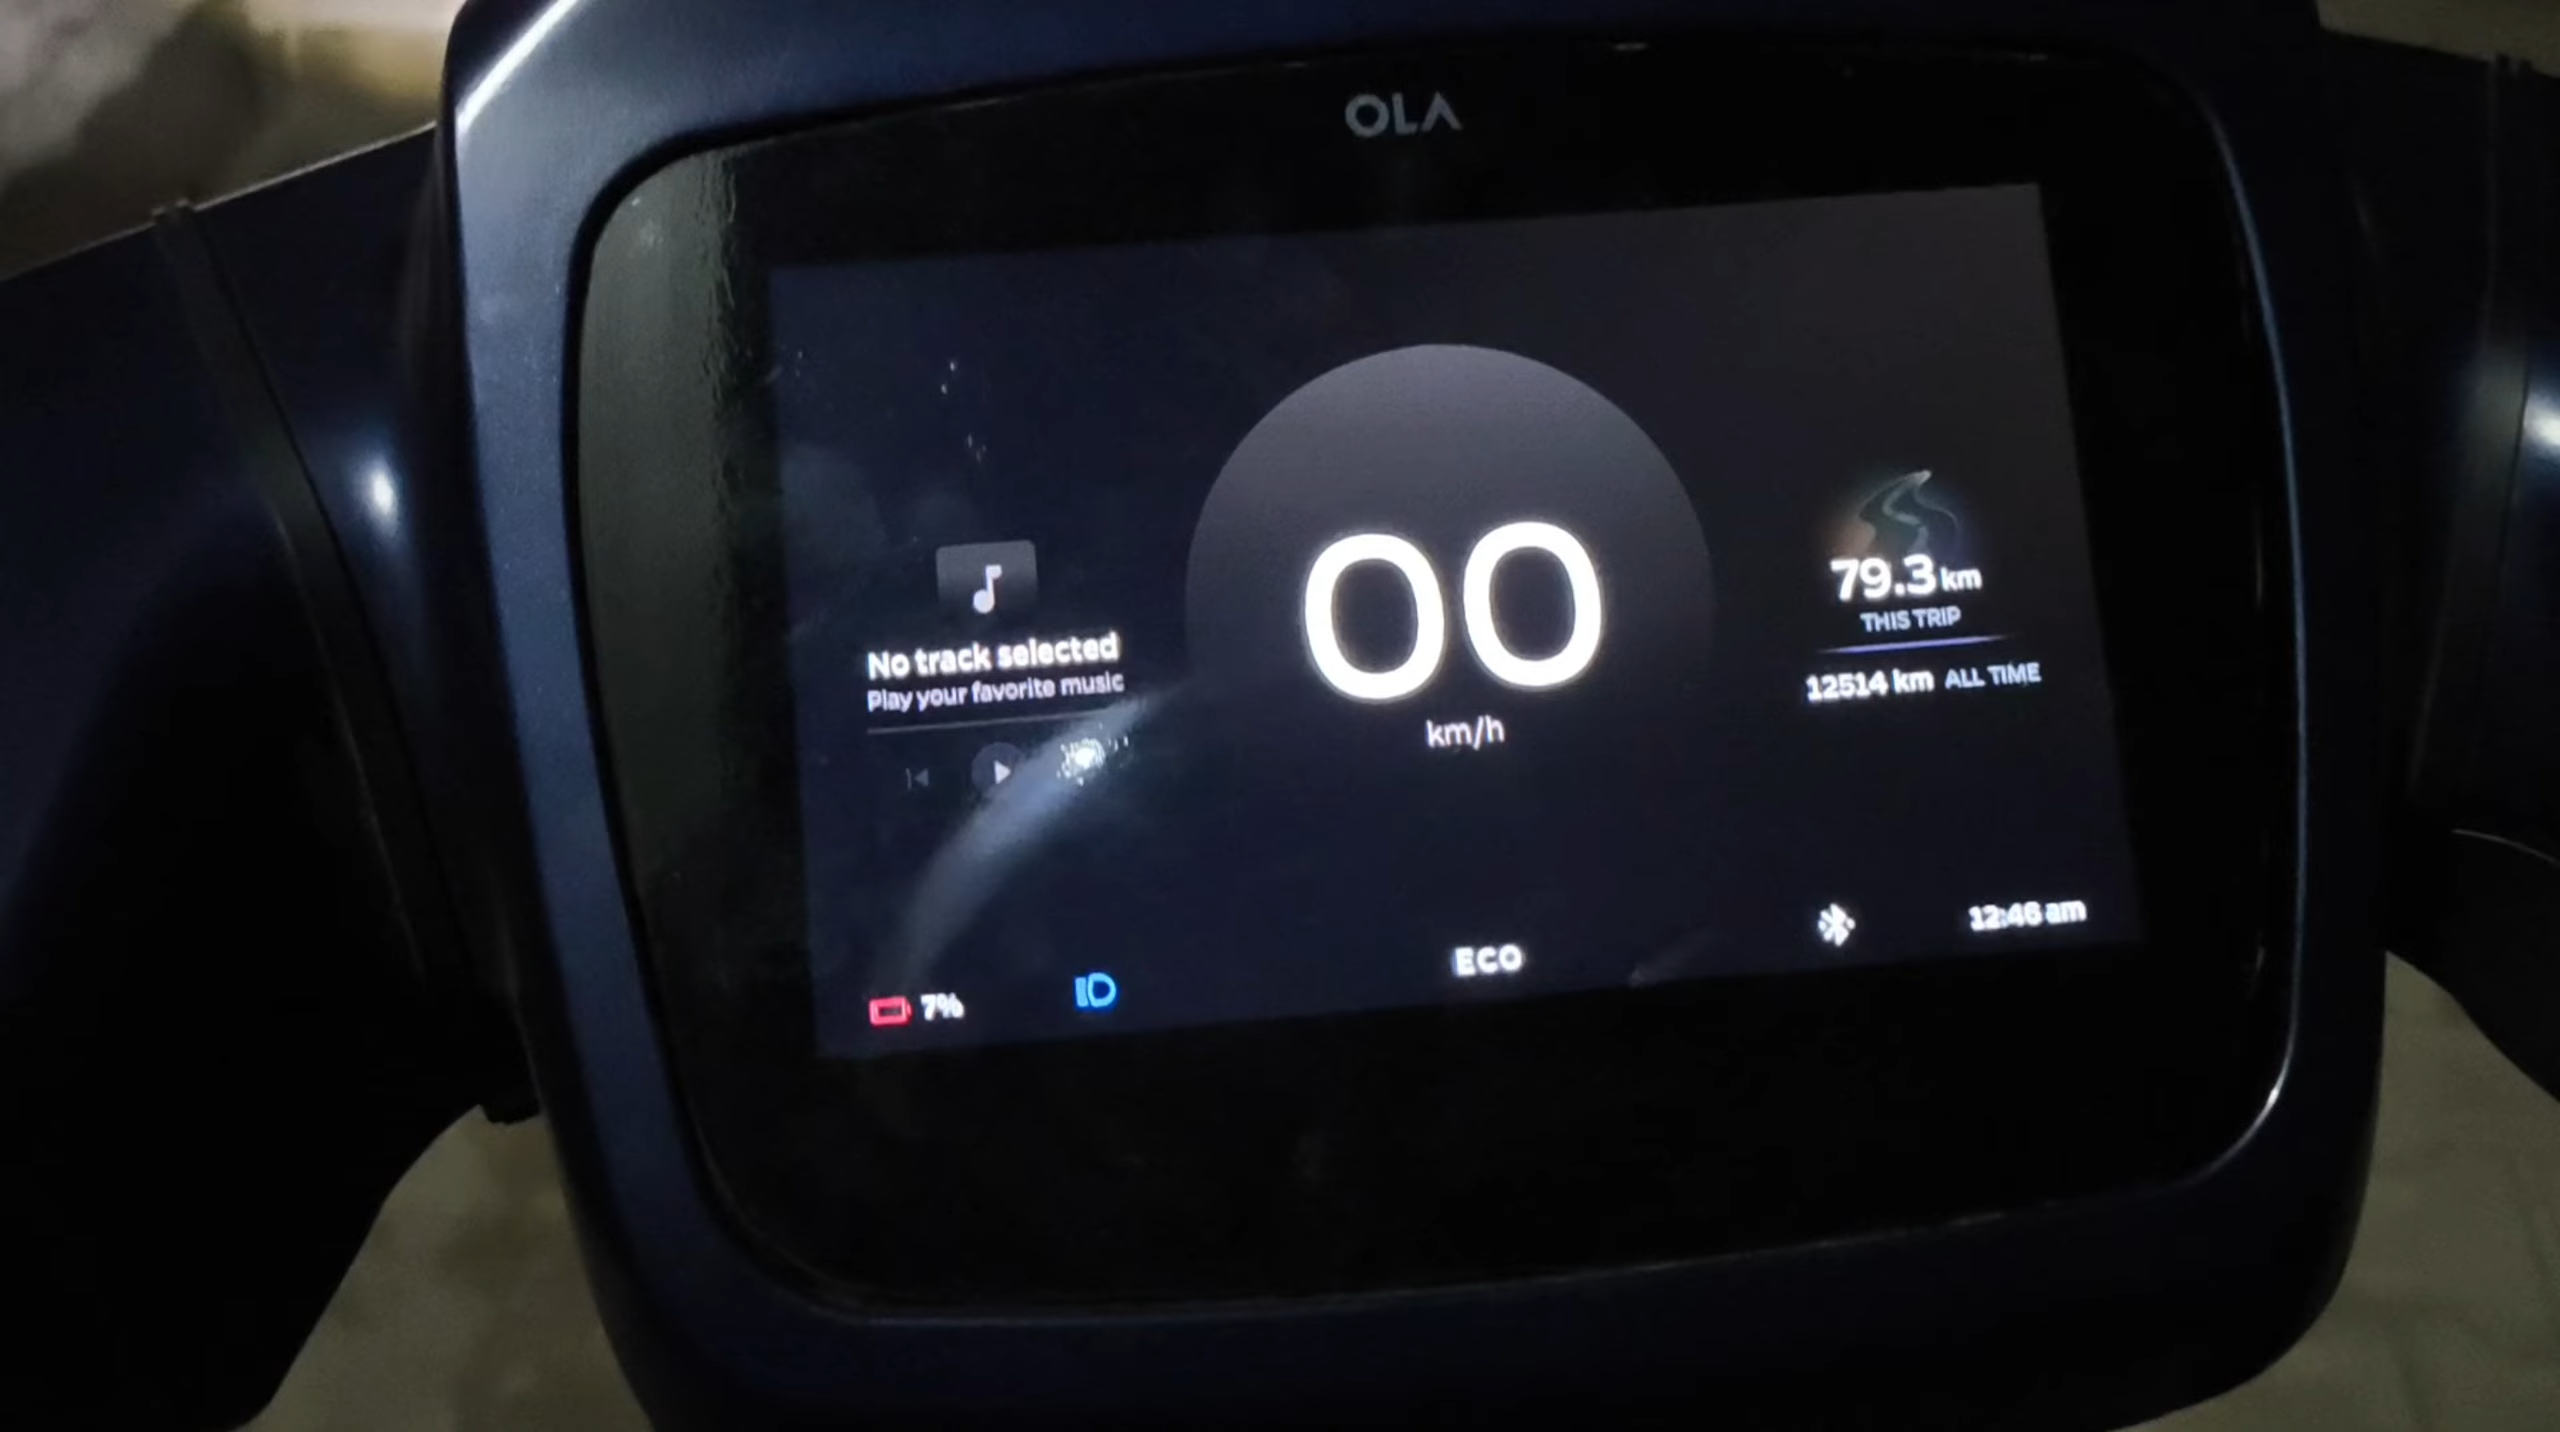 OLA
No track selected
Play your favorite music
00
km/h
79.3 km
THIS TRIP
12514 km ALL TIME
7%
ECO
12:46 am